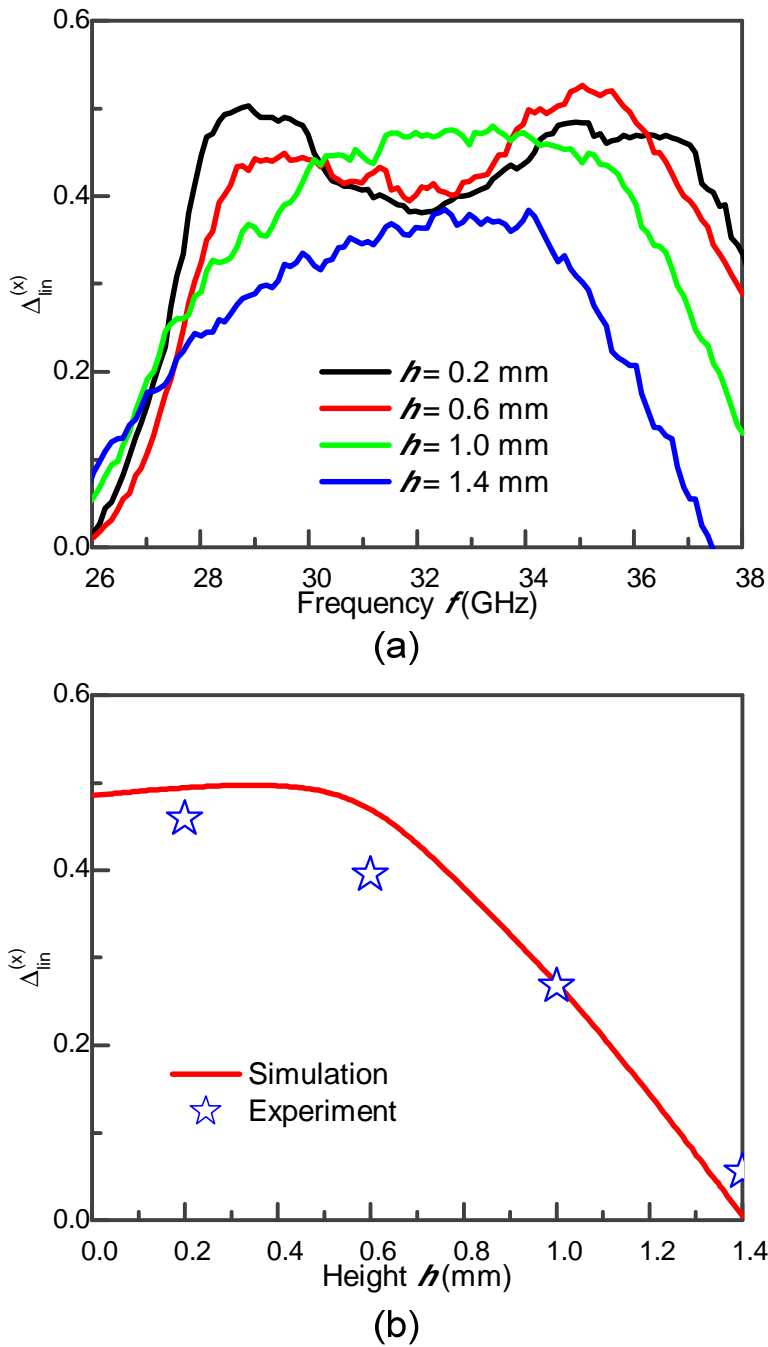 0.6
0.4
0.2
0.0
Δ(x)lin
h= 0.2 mm
h= 0.6 mm
h= 1.0 mm
h= 1.4 mm
26 28 30 32 34 36 38
Frequency f(GHz)
(a)
0.6
0.4
0.2
0.0
Δ(x)lin
Simulation
Experiment
0.0 0.2 0.4 0.6 0.8 1.0 1.2 1.4
Height h(mm)
(b)